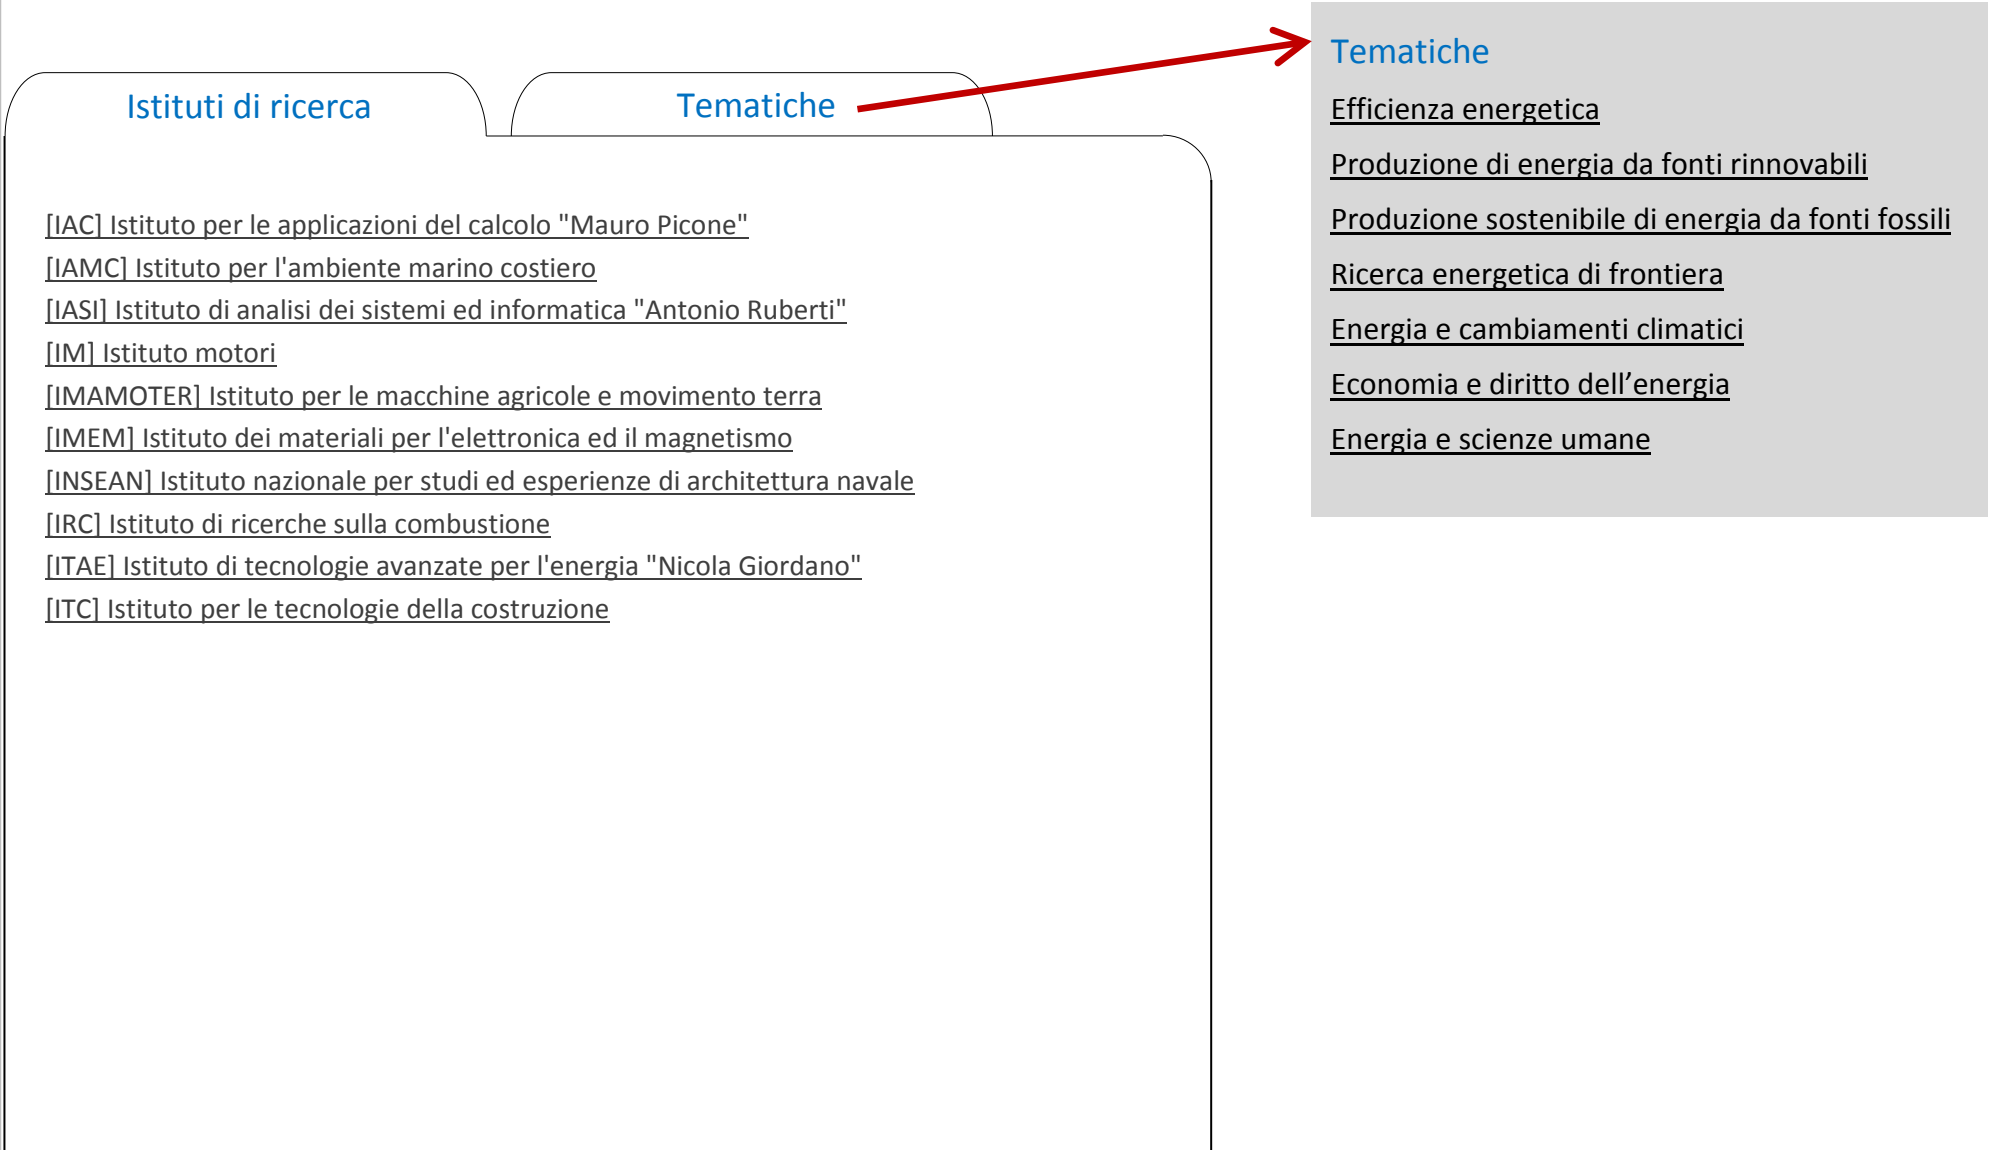 Istituti di ricerca
Tematiche
[IAC] Istituto per le applicazioni del calcolo "Mauro Picone"
[IAMC] Istituto per l'ambiente marino costiero
[IASI] Istituto di analisi dei sistemi ed informatica "Antonio Ruberti"
[IM] Istituto motori
[IMAMOTER] Istituto per le macchine agricole e movimento terra
[IMEM] Istituto dei materiali per l'elettronica ed il magnetismo
[INSEAN] Istituto nazionale per studi ed esperienze di architettura navale
[IRC] Istituto di ricerche sulla combustione
[ITAE] Istituto di tecnologie avanzate per l'energia "Nicola Giordano"
[ITC] Istituto per le tecnologie della costruzione
Tematiche
Efficienza energetica
Produzione di energia da fonti rinnovabili
Produzione sostenibile di energia da fonti fossili
Ricerca energetica di frontiera
Energia e cambiamenti climatici
Economia e diritto dell’energia
Energia e scienze umane